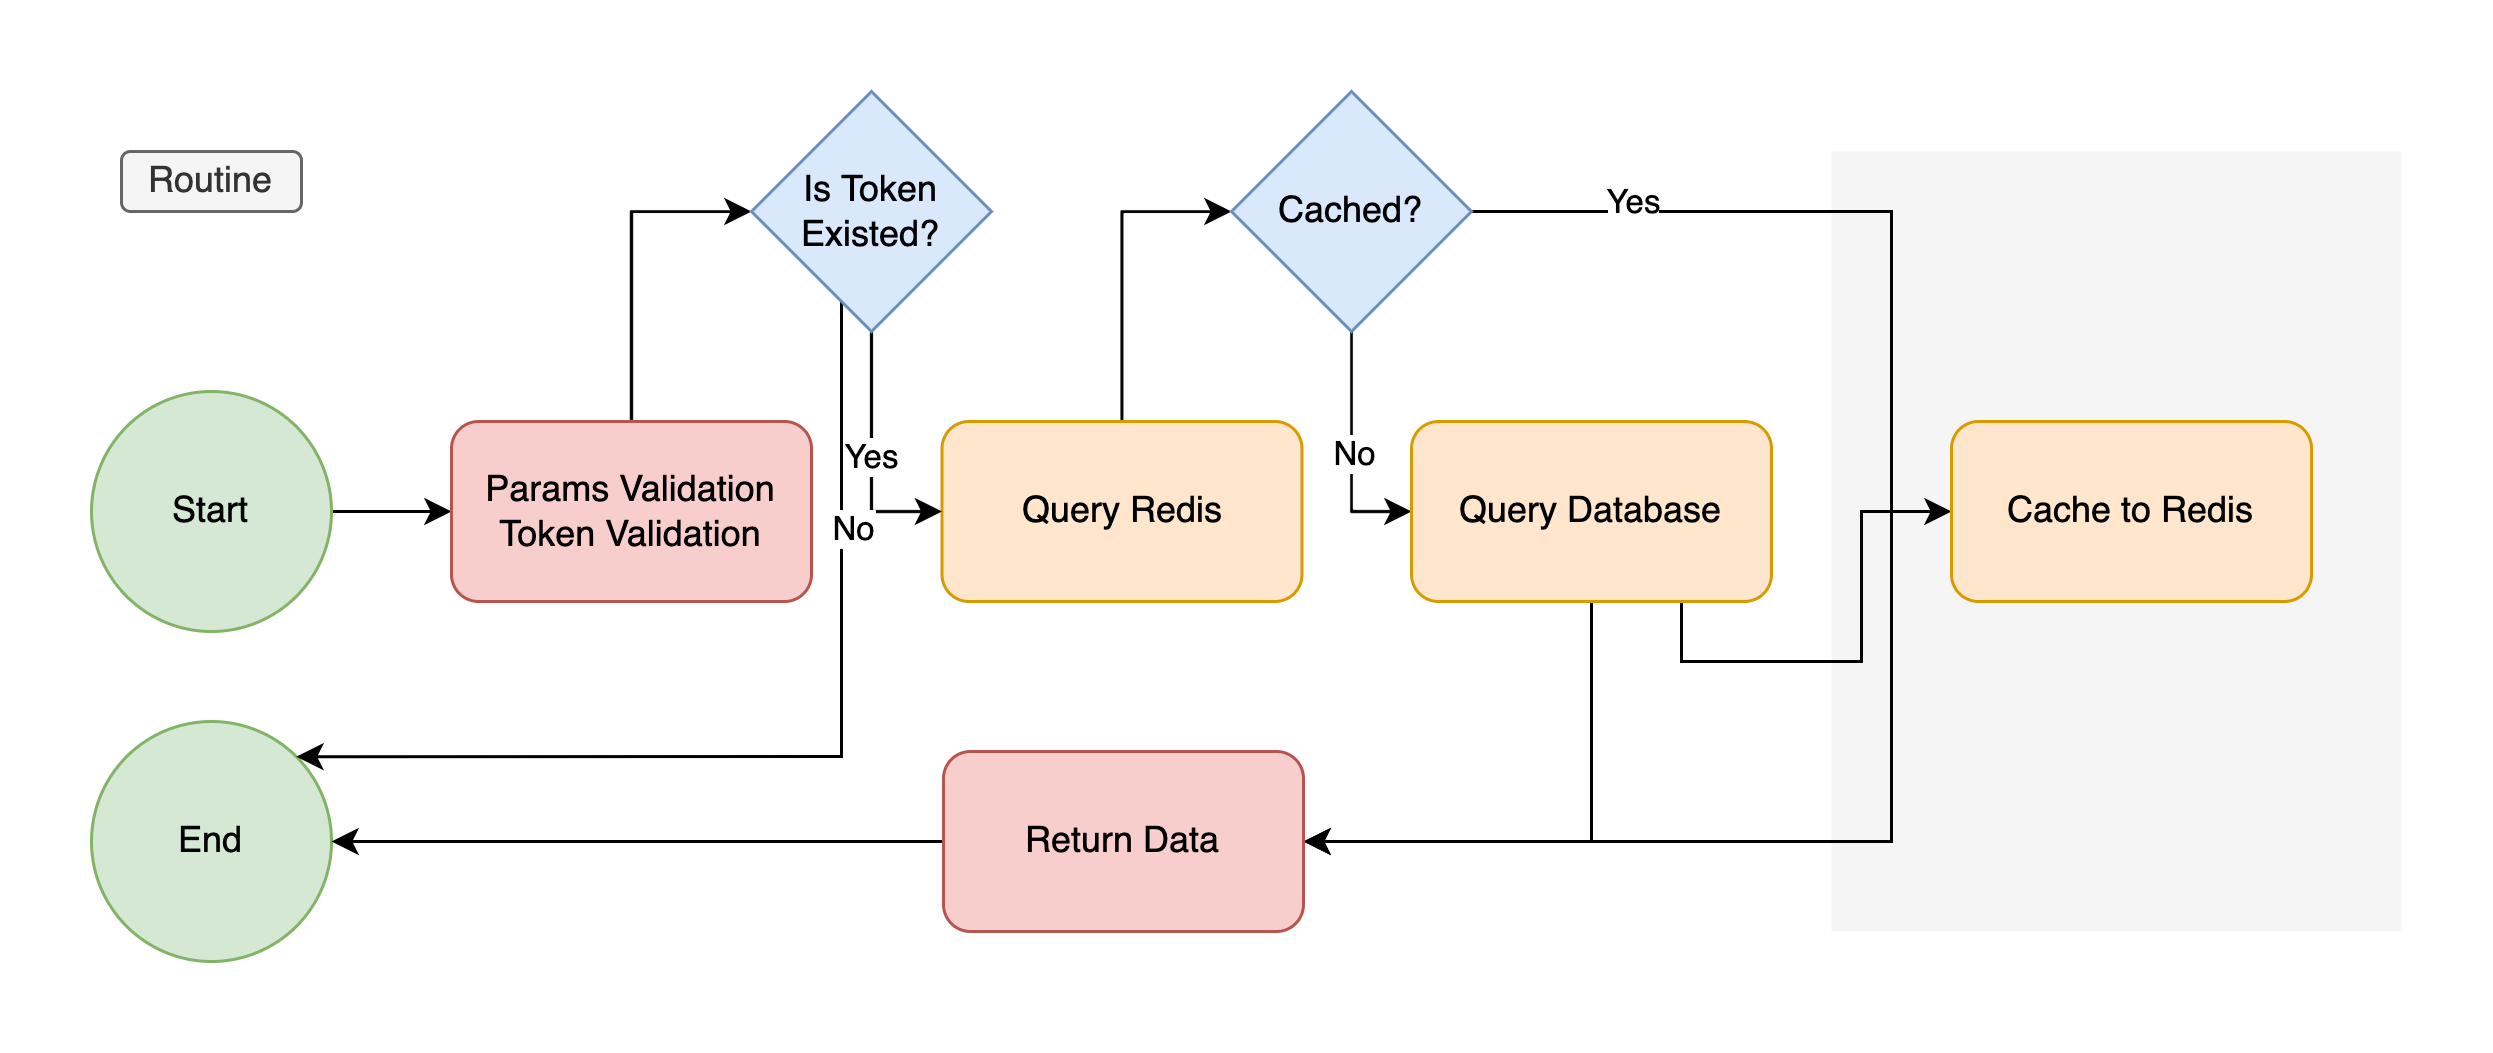 Routine
Is Token
Existed?
Cached?
Yes
Start
Params Validation
Token Validation
Yes
No
Query Redis
No
Query Database
Cache to Redis
End
Return Data